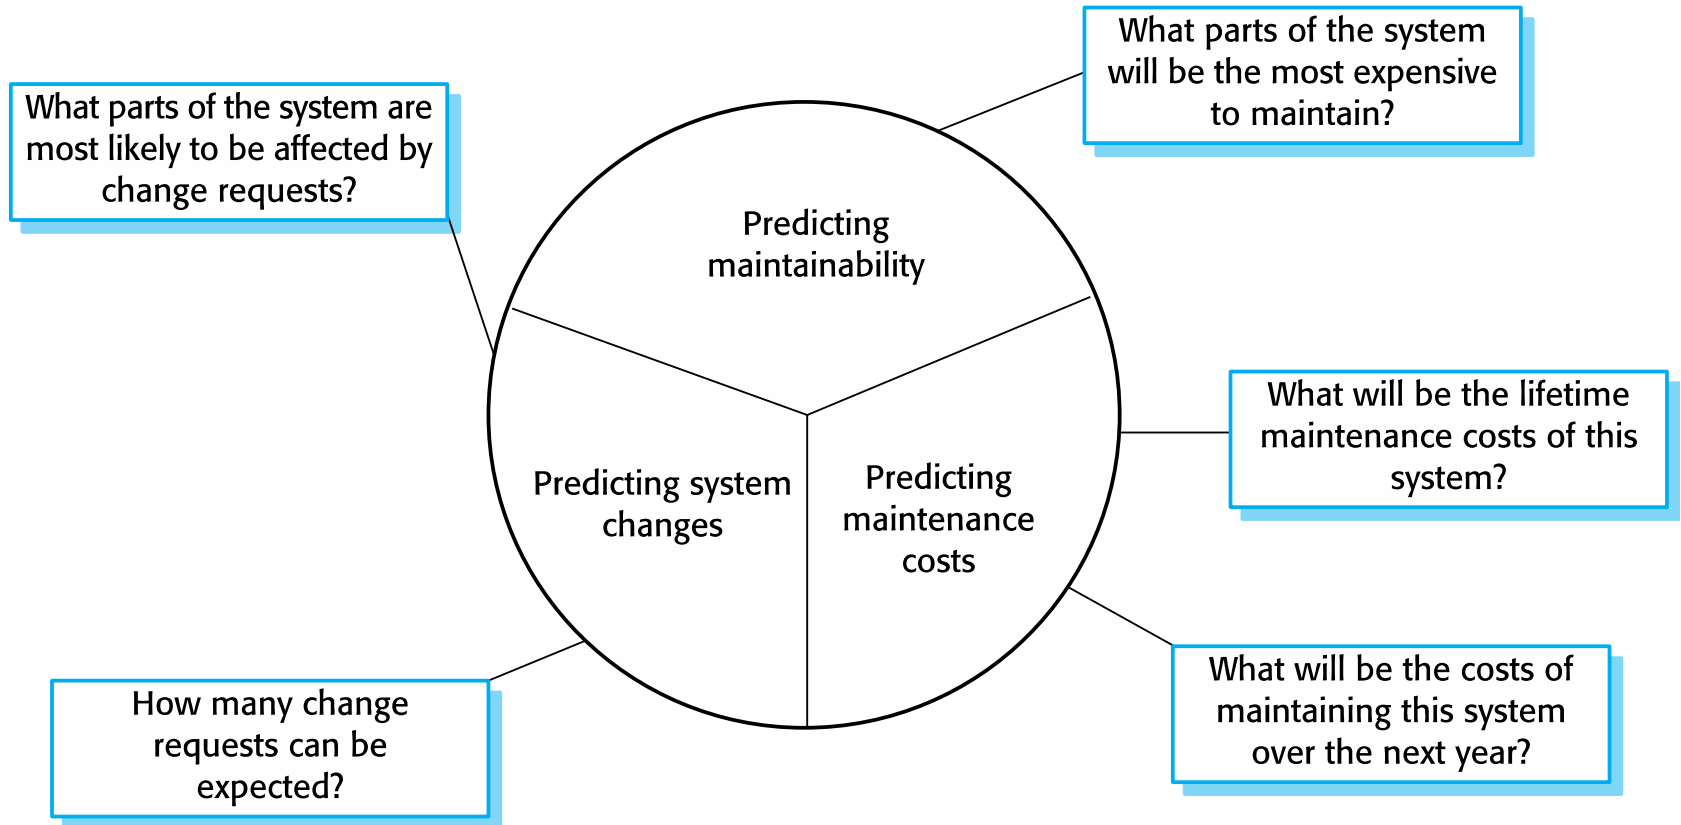 What parts of the system
will be the most expensive
to maintain?
What parts of the system are
most likely to be affected by
change requests?
Predicting
maintainability
What will be the lifetime
maintenance costs of this
system?
Predicting system
changes
Predicting
maintenance
costs
How many change
requests can be
expected?
What will be the costs of
maintaining this system
over the next year?